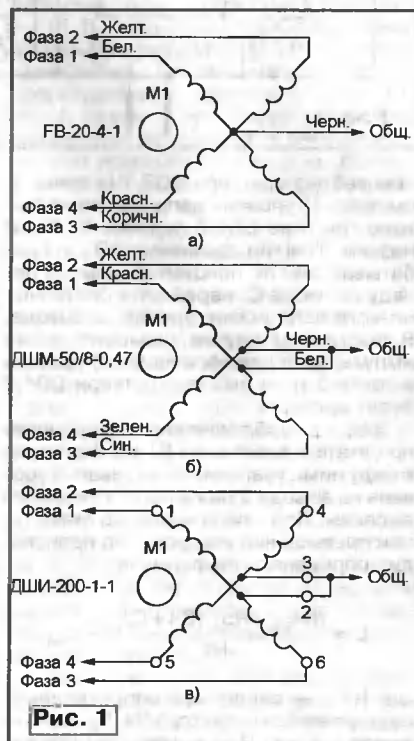 Фаза 2 Желт.
Фаза 1 Бел.
М1
FB-20-4-1
Черн. Общ.
Фаза 4 Красн.
Фаза 3 Коричн.
а)
Фаза 2 Желт.
Фаза 1 Красн.
М1
ДШМ-50/8-0,47
Черн.
Бел.
Общ.
Фаза 4 Зелен.
Фаза 3 Син.
б)
Фаза 2
Фаза 1 1 4
М1
ДШИ-200-1-1
3
Общ.
2
Фаза 4 5 6
Фаза 3
в)
Рис. 1